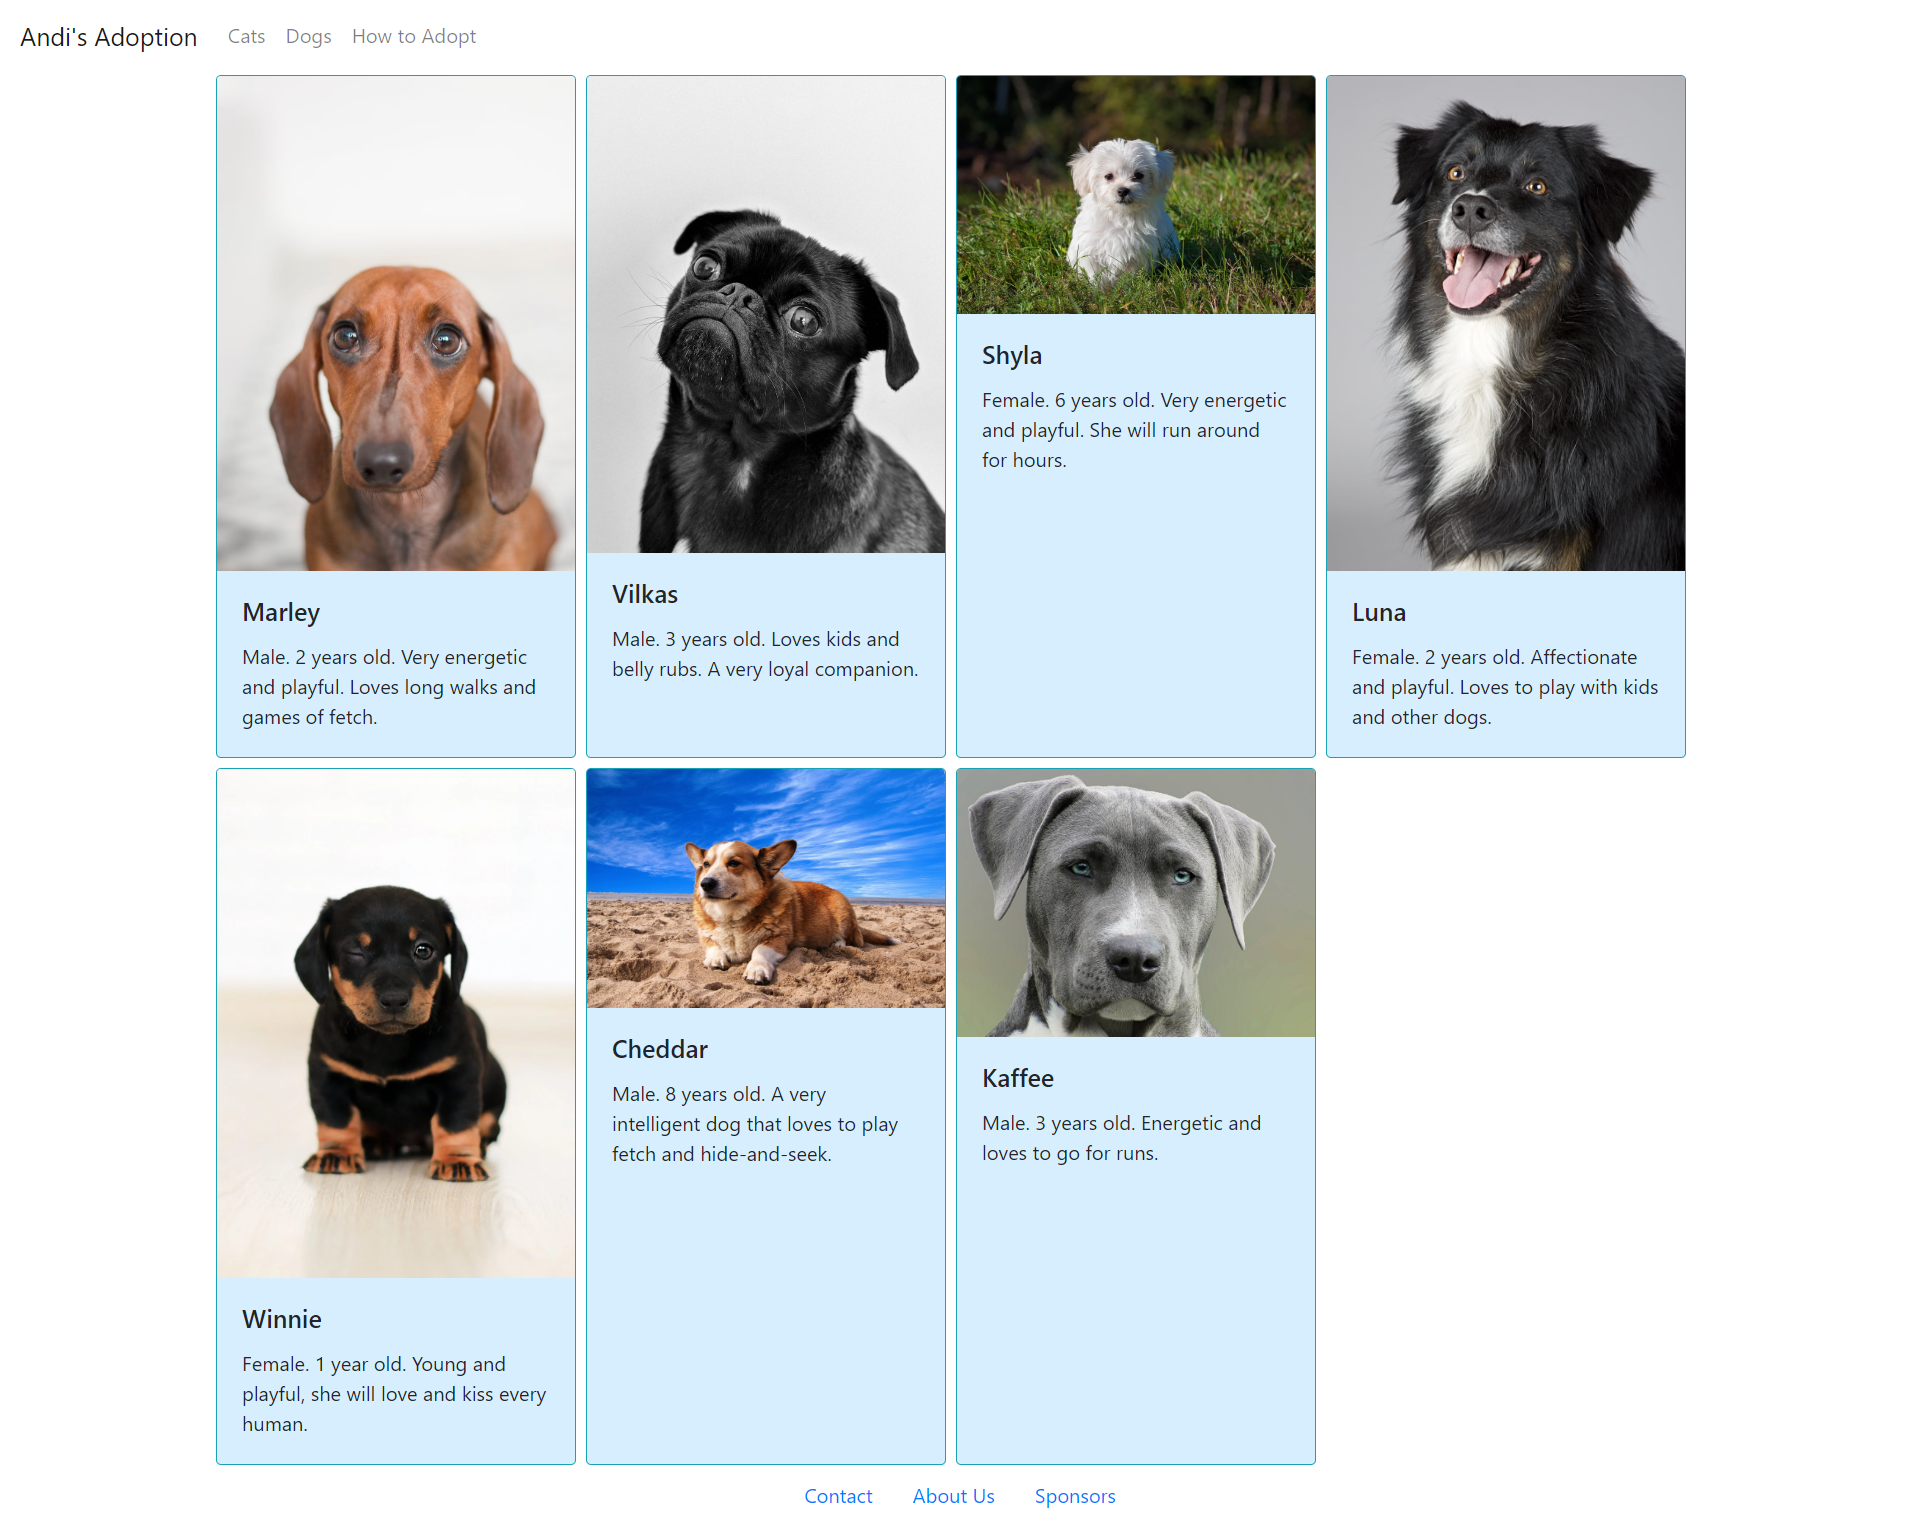 Andi's Adoption Cats Dogs How to Adopt
Marley
Male. 2 years old. Very energetic
and playful. Loves long walks and
games of fetch.
Vilkas
Male. 3 years old. Loves kids and
belly rubs. A very loyal companion.
Shyla
Female. 6 years old. Very energetic
and playful. She will run around
for hours.
Luna
Female. 2 years old. Affectionate
and playful. Loves to play with kids
and other dogs.
Winnie
Female. 1 year old. Young and
playful, she will love and kiss every
human.
Cheddar
Male. 8 years old. A very
intelligent dog that loves to play
fetch and hide-and-seek.
Kaffee
Male. 3 years old. Energetic and
loves to go for runs.
Contact About Us Sponsors